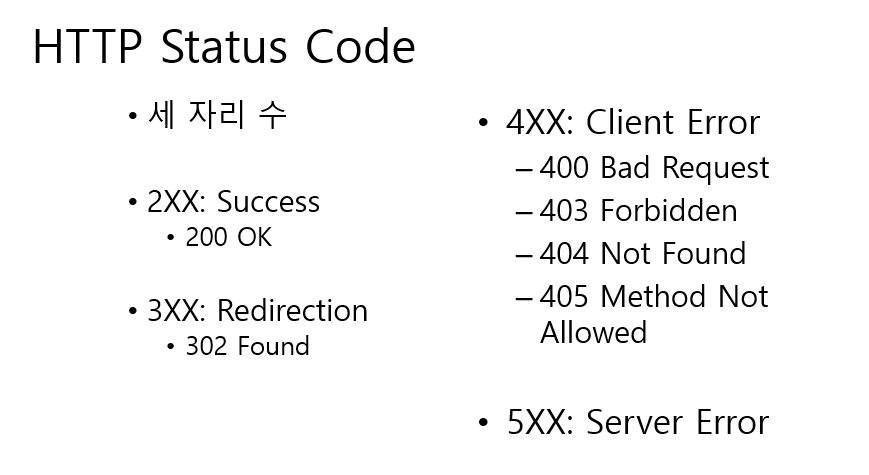 HTTP Status Code
• 세 자리 수
• 2XX: Success
• 200 OK
• 3XX: Redirection
• 302 Found
• 4XX: Client Error
– 400 Bad Request
– 403 Forbidden
– 404 Not Found
– 405 Method Not
Allowed
• 5XX: Server Error